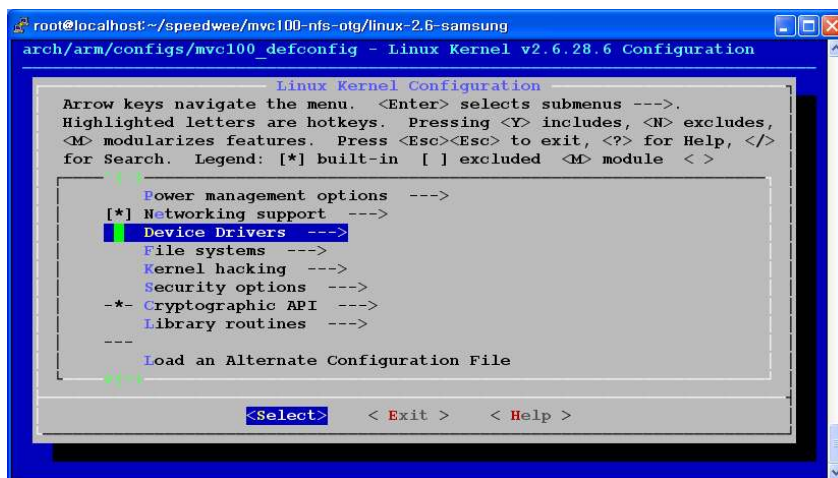 root@localhost:~/speedwee/mvc100-nfs-otg/linux-2.6-samsung
arch/arm/configs/mvc100_defconfig - Linux Kernel v2.6.28.6 Configuration
Linux Kernel Configuration
Arrow keys navigate the menu. <Enter> selects submenus --->.
Highlighted letters are hotkeys. Pressing <Y> includes, <N> excludes,
<M> modularizes features. Press <Esc><Esc> to exit, <?> for Help, </>
for Search. Legend: [*] built-in [ ] excluded <M> module < >
Power management options --->
[*] Networking support --->
Device Drivers --->
File systems --->
Kernel hacking --->
Security options --->
-*- Cryptographic API --->
Library routines --->
---
Load an Alternate Configuration File
<Select> < Exit > < Help >